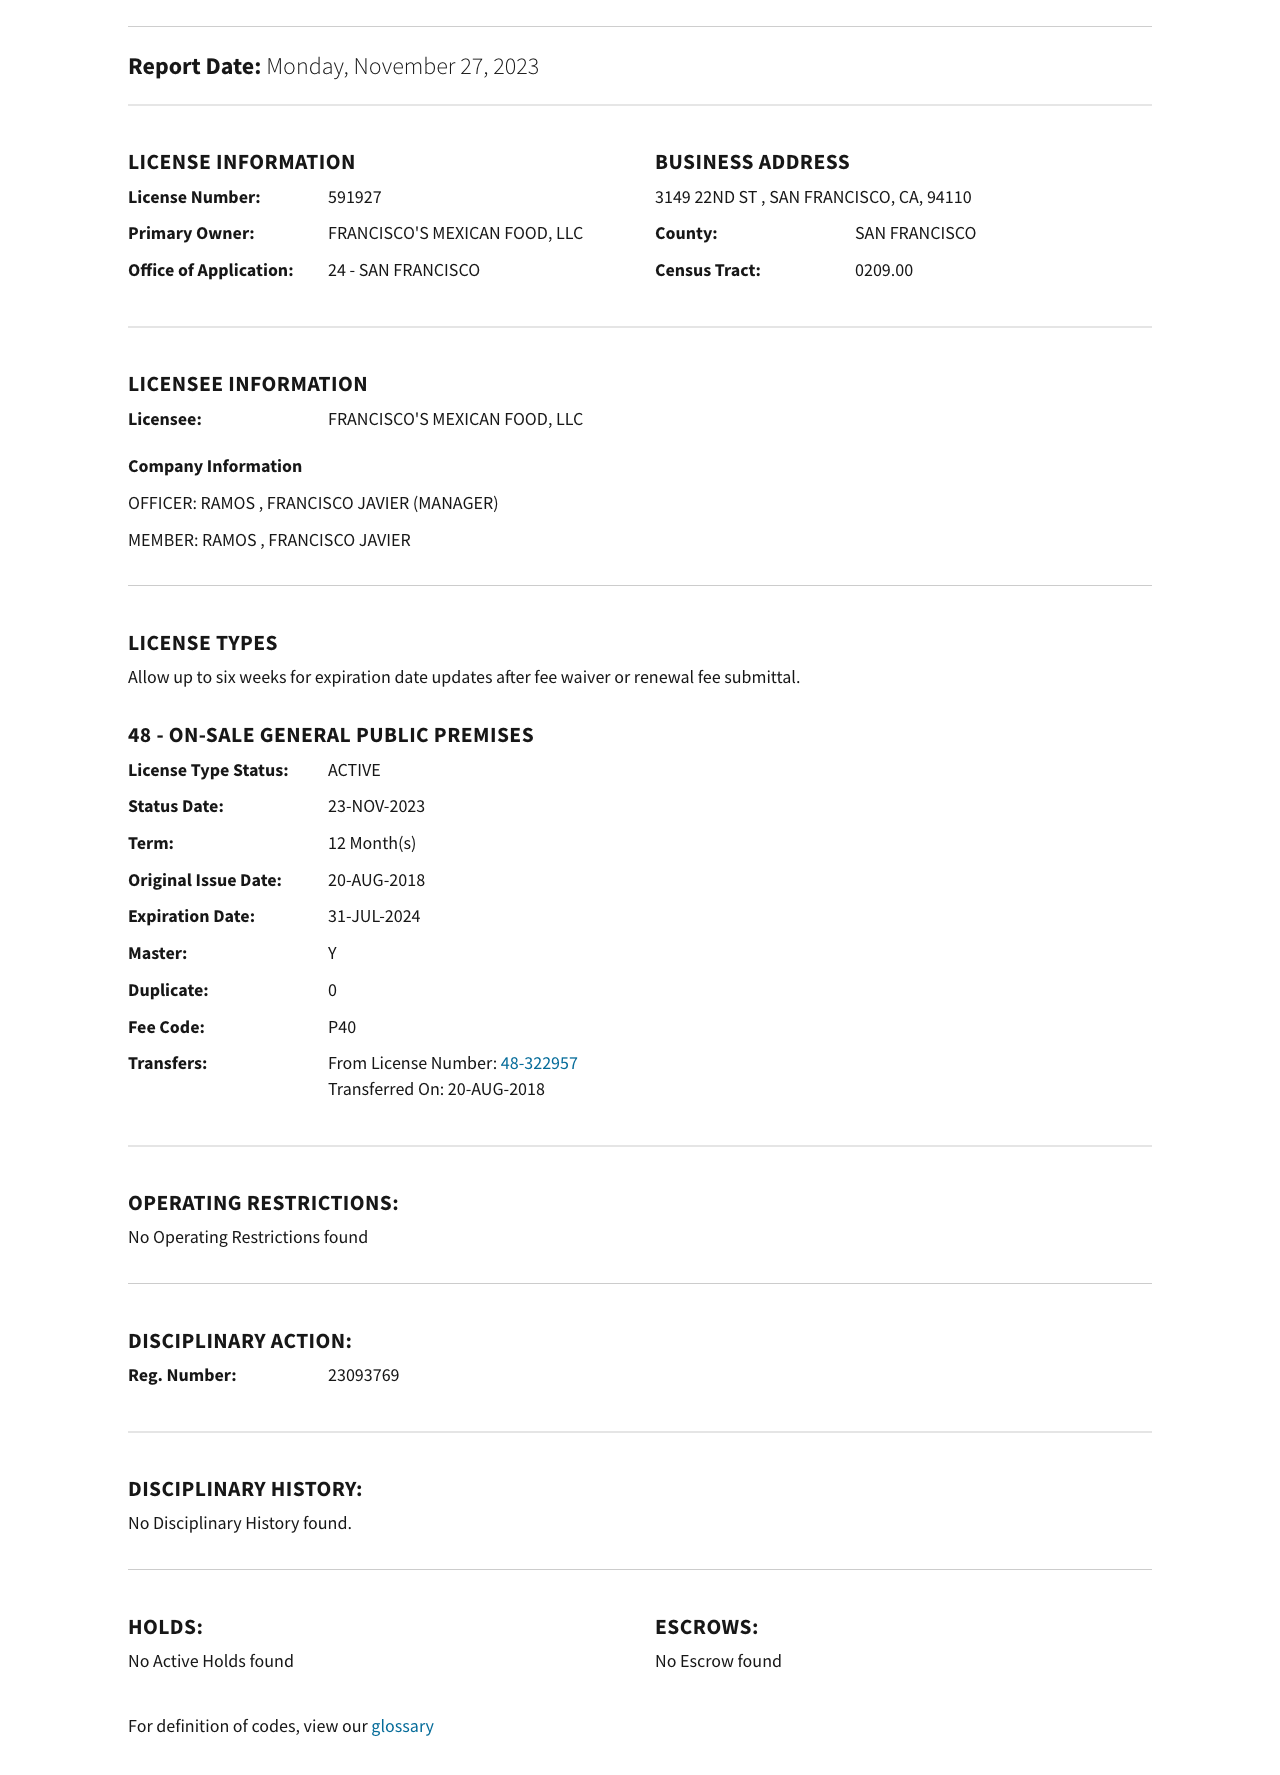 Report Date: Monday, November 27, 2023
LICENSE INFORMATION
License Number: 591927
Primary Owner: FRANCISCO'S MEXICAN FOOD, LLC
Office of Application: 24 - SAN FRANCISCO
BUSINESS ADDRESS
3149 22ND ST , SAN FRANCISCO, CA, 94110
County: SAN FRANCISCO
Census Tract: 0209.00
LICENSEE INFORMATION
Licensee: FRANCISCO'S MEXICAN FOOD, LLC
Company Information
OFFICER: RAMOS , FRANCISCO JAVIER (MANAGER)
MEMBER: RAMOS , FRANCISCO JAVIER
LICENSE TYPES
Allow up to six weeks for expiration date updates after fee waiver or renewal fee submittal.
48 - ON-SALE GENERAL PUBLIC PREMISES
License Type Status: ACTIVE
Status Date: 23-NOV-2023
Term: 12 Month(s)
Original Issue Date: 20-AUG-2018
Expiration Date: 31-JUL-2024
Master: Y
Duplicate: 0
Fee Code: P40
Transfers: From License Number: 48-322957
Transferred On: 20-AUG-2018
OPERATING RESTRICTIONS:
No Operating Restrictions found
DISCIPLINARY ACTION:
Reg. Number: 23093769
DISCIPLINARY HISTORY:
No Disciplinary History found.
HOLDS:
No Active Holds found
ESCROWS:
No Escrow found
For definition of codes, view our glossary